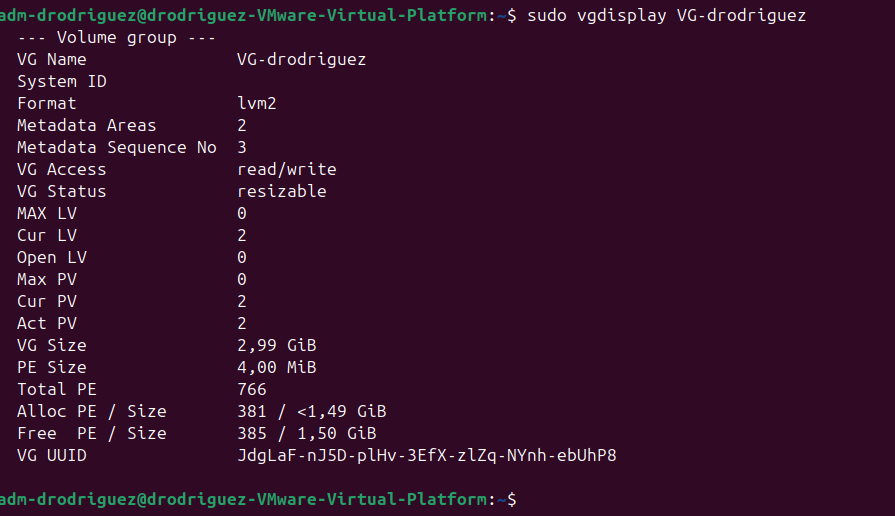 adm-drodriguez@drodriguez-VMware-Virtual-Platform:~$ sudo vgdisplay VG-drodriguez
--- Volume group ---
VG Name VG-drodriguez
System ID
Format lvm2
Metadata Areas 2
Metadata Sequence No 3
VG Access read/write
VG Status resizable
MAX LV 0
Cur LV 2
Open LV 0
Max PV 0
Cur PV 2
Act PV 2
VG Size 2,99 GiB
PE Size 4,00 MiB
Total PE 766
Alloc PE / Size 381 / <1,49 GiB
Free PE / Size 385 / 1,50 GiB
VG UUID JdgLaF-nJ5D-plHv-3EfX-zlZq-NYnh-ebUhP8
adm-drodriguez@drodriguez-VMware-Virtual-Platform:~$